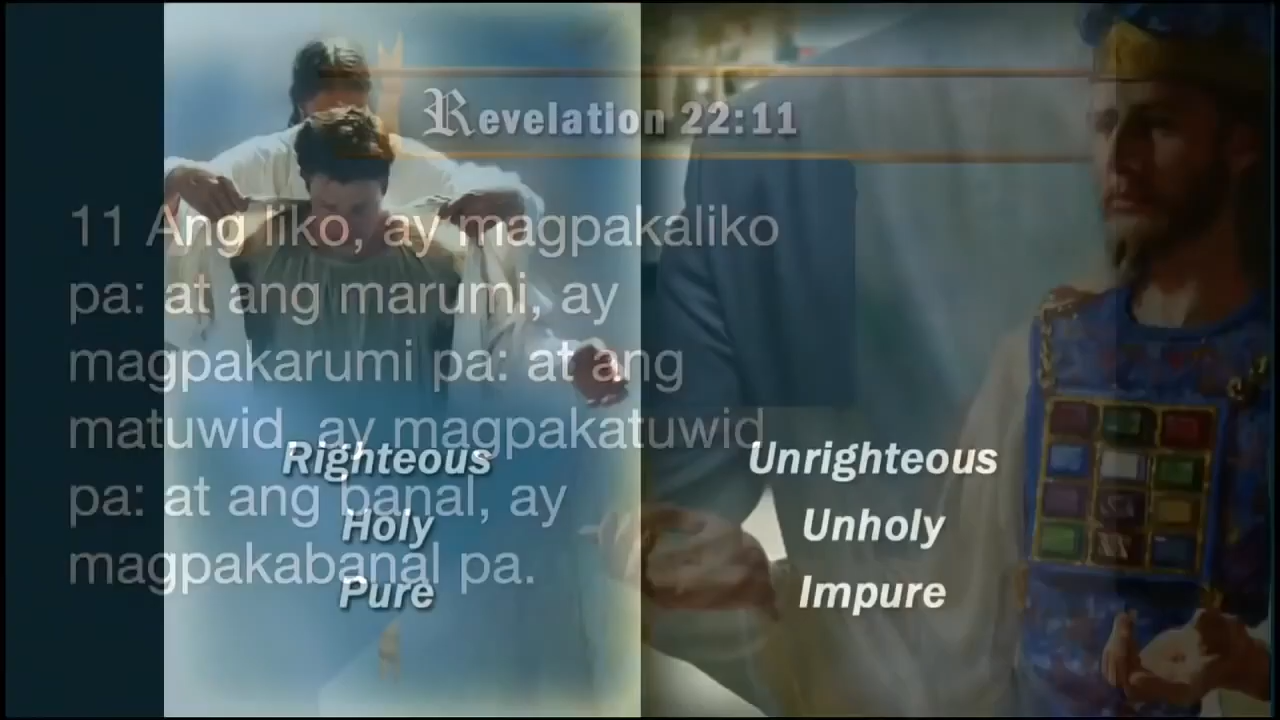 Revelation 22:11
11 Ang liko, ay magpakaliko
pa: at ang marumi, ay
magpakarumi pa: at ang
matuwid, ay magpakatuwid
pa: at ang banal, ay
magpakabanal pa.
Righteous
Holy
Pure
Unrighteous
Unholy
Impure